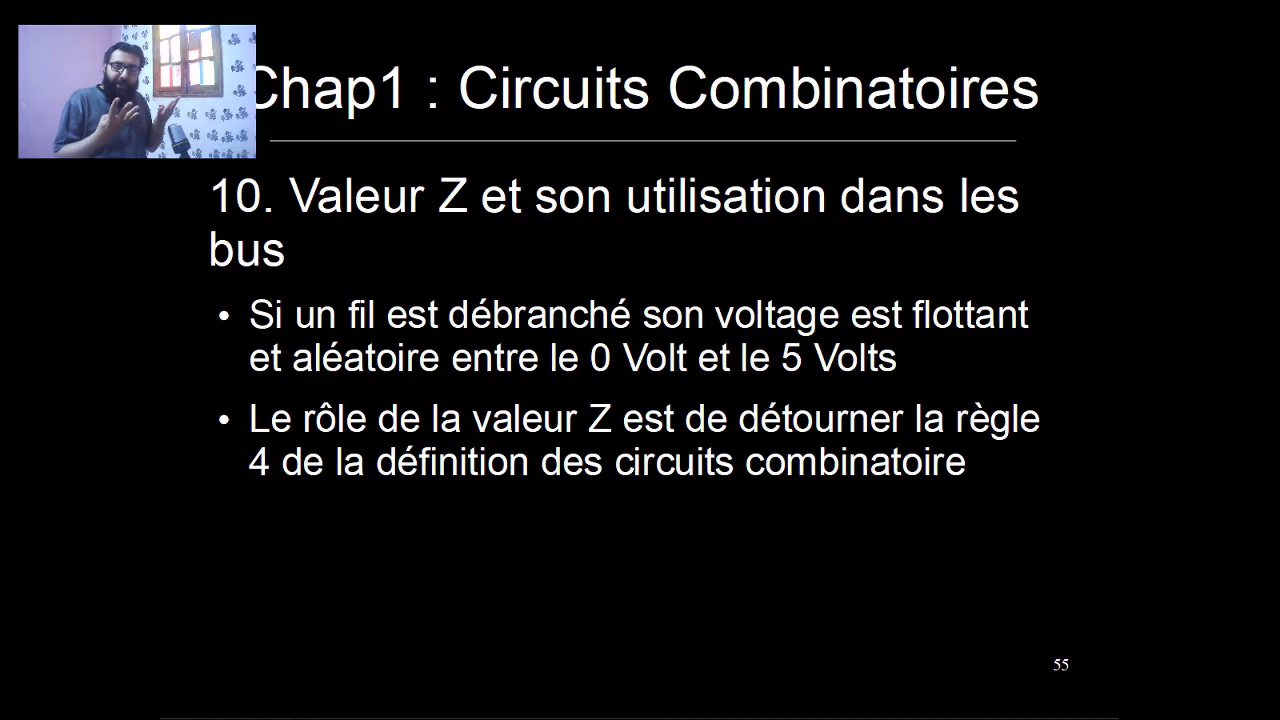 Chap1 : Circuits Combinatoires
10. Valeur Z et son utilisation dans les
bus
• Si un fil est débranché son voltage est flottant
et aléatoire entre le 0 Volt et le 5 Volts
• Le rôle de la valeur Z est de détourner la règle
4 de la définition des circuits combinatoire
55